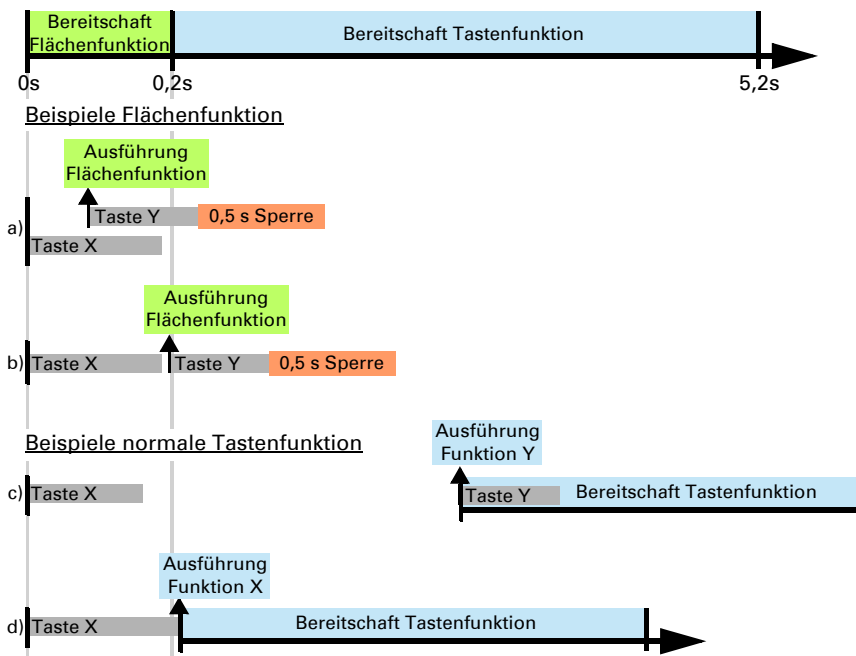 Bereitschaft
Flächenfunktion
Bereitschaft Tastenfunktion
0s
0,2s
5,2s
Beispiele Flächenfunktion
Ausführung
Flächenfunktion
a)
Taste Y
0,5 s Sperre
Taste X
Ausführung
Flächenfunktion
b)
Taste X
Taste Y
0,5 s Sperre
Beispiele normale Tastenfunktion
Ausführung
Funktion Y
c)
Taste X
Taste Y
Bereitschaft Tastenfunktion
Ausführung
Funktion X
d)
Taste X
Bereitschaft Tastenfunktion